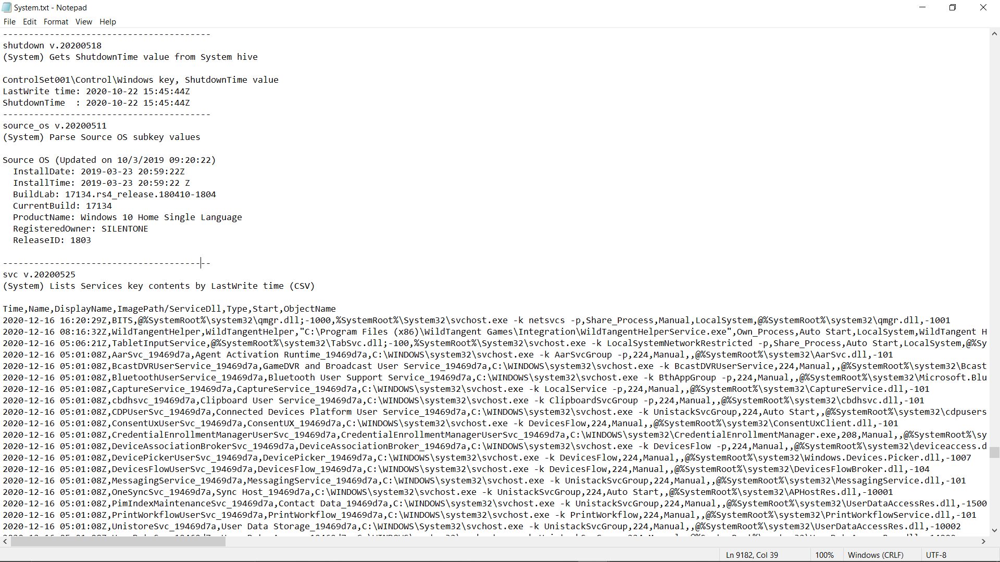 System.txt - Notepad
File Edit Format View Help
----------------------------------------
shutdown v.20200518
(System) Gets ShutdownTime value from System hive
ControlSet001\Control\Windows key, ShutdownTime value
LastWrite time: 2020-10-22 15:45:44Z
ShutdownTime  : 2020-10-22 15:45:44Z
----------------------------------------
source_os v.20200511
(System) Parse Source OS subkey values
Source OS (Updated on 10/3/2019 09:20:22)
  InstallDate: 2019-03-23 20:59:22Z
  InstallTime: 2019-03-23 20:59:22 Z
  BuildLab: 17134.rs4_release.180410-1804
  CurrentBuild: 17134
  ProductName: Windows 10 Home Single Language
  RegisteredOwner: SILENTONE
  ReleaseID: 1803
----------------------------------------
svc v.20200525
(System) Lists Services key contents by LastWrite time (CSV)
Time,Name,DisplayName,ImagePath/ServiceDll,Type,Start,ObjectName
2020-12-16 16:20:29Z,BITS,@%SystemRoot%\system32\qmgr.dll;-1000,%SystemRoot%\System32\svchost.exe -k netsvcs -p,Share_Process,Manual,LocalSystem,@%SystemRoot%\system32\qmgr.dll,-1001
2020-12-16 08:16:32Z,WildTangentHelper,WildTangentHelper,"C:\Program Files (x86)\WildTangent Games\Integration\WildTangentHelperService.exe",Own_Process,Auto Start,LocalSystem,WildTangent H
2020-12-16 05:06:21Z,TabletInputService,@%SystemRoot%\system32\TabSvc.dll;-100,%SystemRoot%\System32\svchost.exe -k LocalSystemNetworkRestricted -p,Share_Process,Auto Start,LocalSystem,@%Sy
2020-12-16 05:01:08Z,AarSvc_19469d7a,Agent Activation Runtime_19469d7a,C:\WINDOWS\system32\svchost.exe -k AarSvcGroup -p,224,Manual,,@%SystemRoot%\system32\AarSvc.dll,-101
2020-12-16 05:01:08Z,BcastDVRUserService_19469d7a,GameDVR and Broadcast User Service_19469d7a,C:\WINDOWS\system32\svchost.exe -k BcastDVRUserService,224,Manual,,@%SystemRoot%\system32\Bcast
2020-12-16 05:01:08Z,BluetoothUserService_19469d7a,Bluetooth User Support Service_19469d7a,C:\WINDOWS\system32\svchost.exe -k BthAppGroup -p,224,Manual,,@%SystemRoot%\system32\Microsoft.Blu
2020-12-16 05:01:08Z,CaptureService_19469d7a,CaptureService_19469d7a,C:\WINDOWS\system32\svchost.exe -k LocalService -p,224,Manual,,@%SystemRoot%\system32\CaptureService.dll,-101
2020-12-16 05:01:08Z,cbdhsvc_19469d7a,Clipboard User Service_19469d7a,C:\WINDOWS\system32\svchost.exe -k ClipboardSvcGroup -p,224,Manual,,@%SystemRoot%\system32\cbdhsvc.dll,-101
2020-12-16 05:01:08Z,CDPUserSvc_19469d7a,Connected Devices Platform User Service_19469d7a,C:\WINDOWS\system32\svchost.exe -k UnistackSvcGroup,224,Auto Start,,@%SystemRoot%\system32\cdpusers
2020-12-16 05:01:08Z,ConsentUxUserSvc_19469d7a,ConsentUX_19469d7a,C:\WINDOWS\system32\svchost.exe -k DevicesFlow,224,Manual,,@%SystemRoot%\system32\ConsentUxClient.dll,-101
2020-12-16 05:01:08Z,CredentialEnrollmentManagerUserSvc_19469d7a,CredentialEnrollmentManagerUserSvc_19469d7a,C:\WINDOWS\system32\CredentialEnrollmentManager.exe,208,Manual,,@%SystemRoot%\sy
2020-12-16 05:01:08Z,DeviceAssociationBrokerSvc_19469d7a,DeviceAssociationBroker_19469d7a,C:\WINDOWS\system32\svchost.exe -k DevicesFlow -p,224,Manual,,@%SystemRoot%\system32\deviceaccess.d
2020-12-16 05:01:08Z,DevicePickerUserSvc_19469d7a,DevicePicker_19469d7a,C:\WINDOWS\system32\svchost.exe -k DevicesFlow,224,Manual,,@%SystemRoot%\system32\Windows.Devices.Picker.dll,-1007
2020-12-16 05:01:08Z,DevicesFlowUserSvc_19469d7a,DevicesFlow_19469d7a,C:\WINDOWS\system32\svchost.exe -k DevicesFlow,224,Manual,,@%SystemRoot%\system32\DevicesFlowBroker.dll,-104
2020-12-16 05:01:08Z,MessagingService_19469d7a,MessagingService_19469d7a,C:\WINDOWS\system32\svchost.exe -k UnistackSvcGroup,224,Manual,,@%SystemRoot%\system32\MessagingService.dll,-101
2020-12-16 05:01:08Z,OneSyncSvc_19469d7a,Sync Host_19469d7a,C:\WINDOWS\system32\svchost.exe -k UnistackSvcGroup,224,Auto Start,,@%SystemRoot%\system32\APHostRes.dll,-10001
2020-12-16 05:01:08Z,PimIndexMaintenanceSvc_19469d7a,Contact Data_19469d7a,C:\WINDOWS\system32\svchost.exe -k UnistackSvcGroup,224,Manual,,@%SystemRoot%\system32\UserDataAccessRes.dll,-1500
2020-12-16 05:01:08Z,PrintWorkflowUserSvc_19469d7a,PrintWorkflow_19469d7a,C:\WINDOWS\system32\svchost.exe -k PrintWorkflow,224,Manual,,@%SystemRoot%\system32\PrintWorkflowService.dll,-101
2020-12-16 05:01:08Z,UnistoreSvc_19469d7a,User Data Storage_19469d7a,C:\WINDOWS\system32\svchost.exe -k UnistackSvcGroup,224,Manual,,@%SystemRoot%\system32\UserDataAccessRes.dll,-10002
Ln 9182, Col 39 100% Windows (CRLF) UTF-8